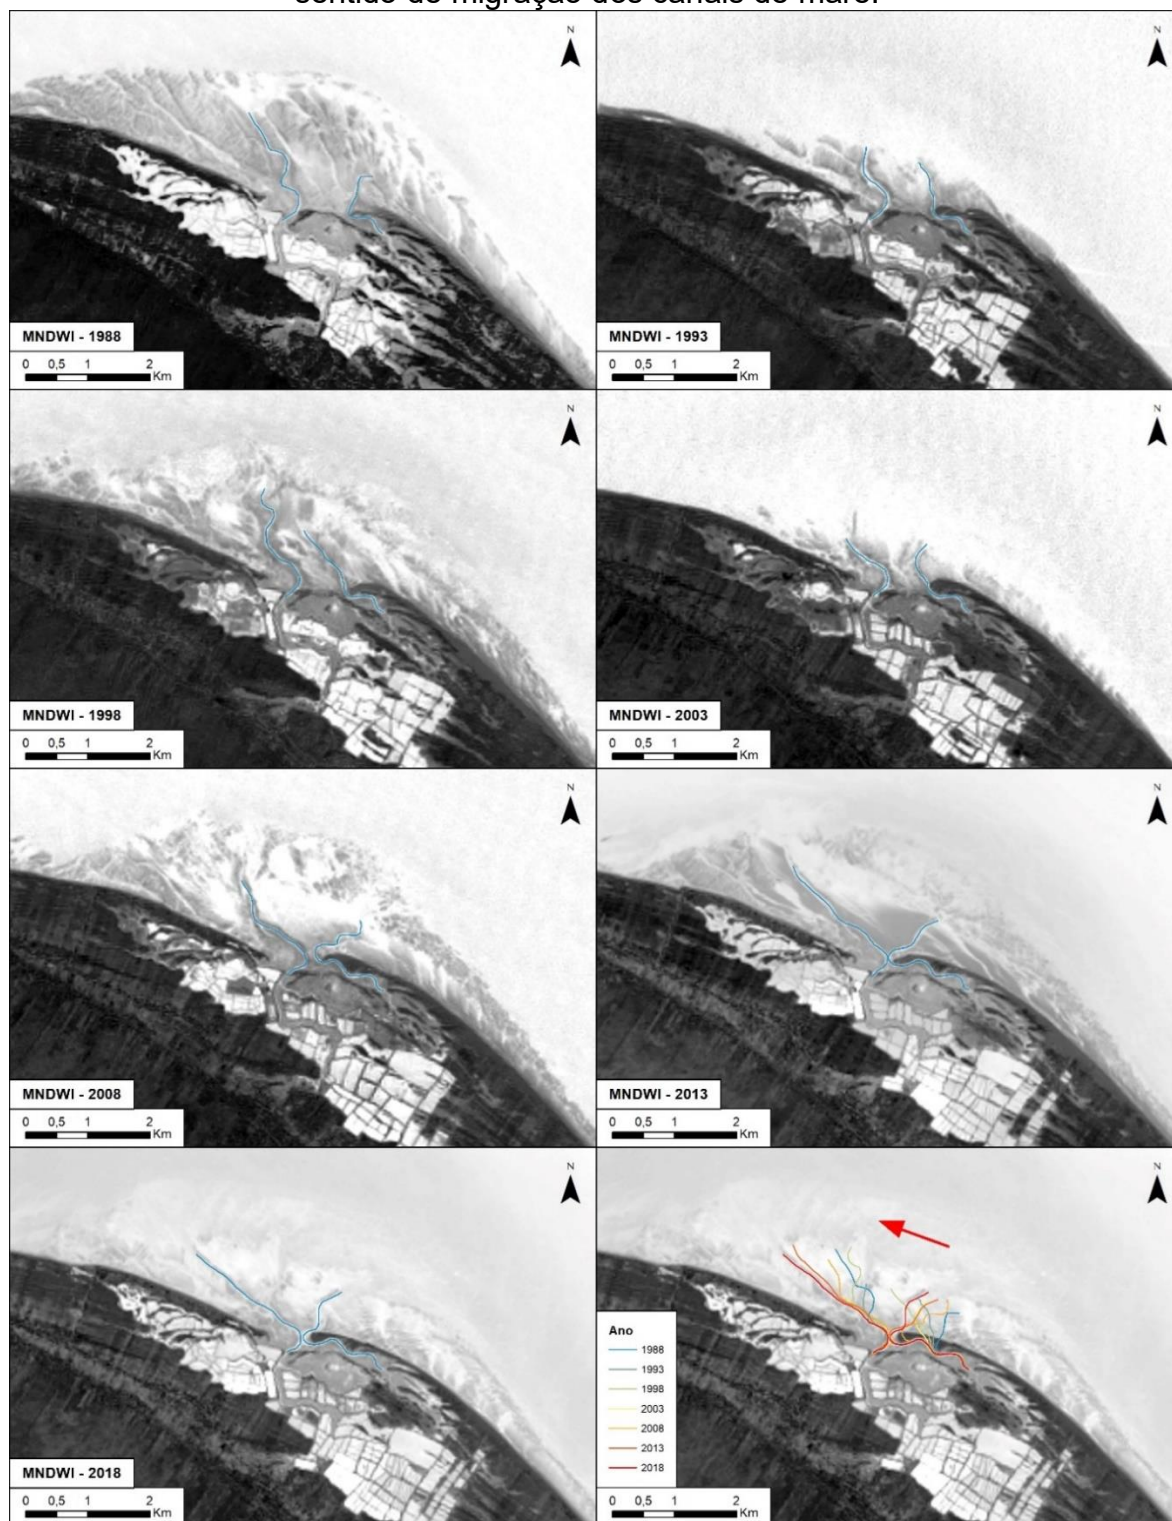 sentido de migração dos canais de maré.
N
N
MNDWI - 1988
0 0,5 1 2
Km
MNDWI - 1993
0 0,5 1 2
Km
N
N
MNDWI - 1998
0 0,5 1 2
Km
MNDWI - 2003
0 0,5 1 2
Km
N
N
MNDWI - 2008
0 0,5 1 2
Km
MNDWI - 2013
0 0,5 1 2
Km
N
N
MNDWI - 2018
0 0,5 1 2
Km
Ano
1988
1993
1998
2003
2008
2013
2018
0 0,5 1 2
Km